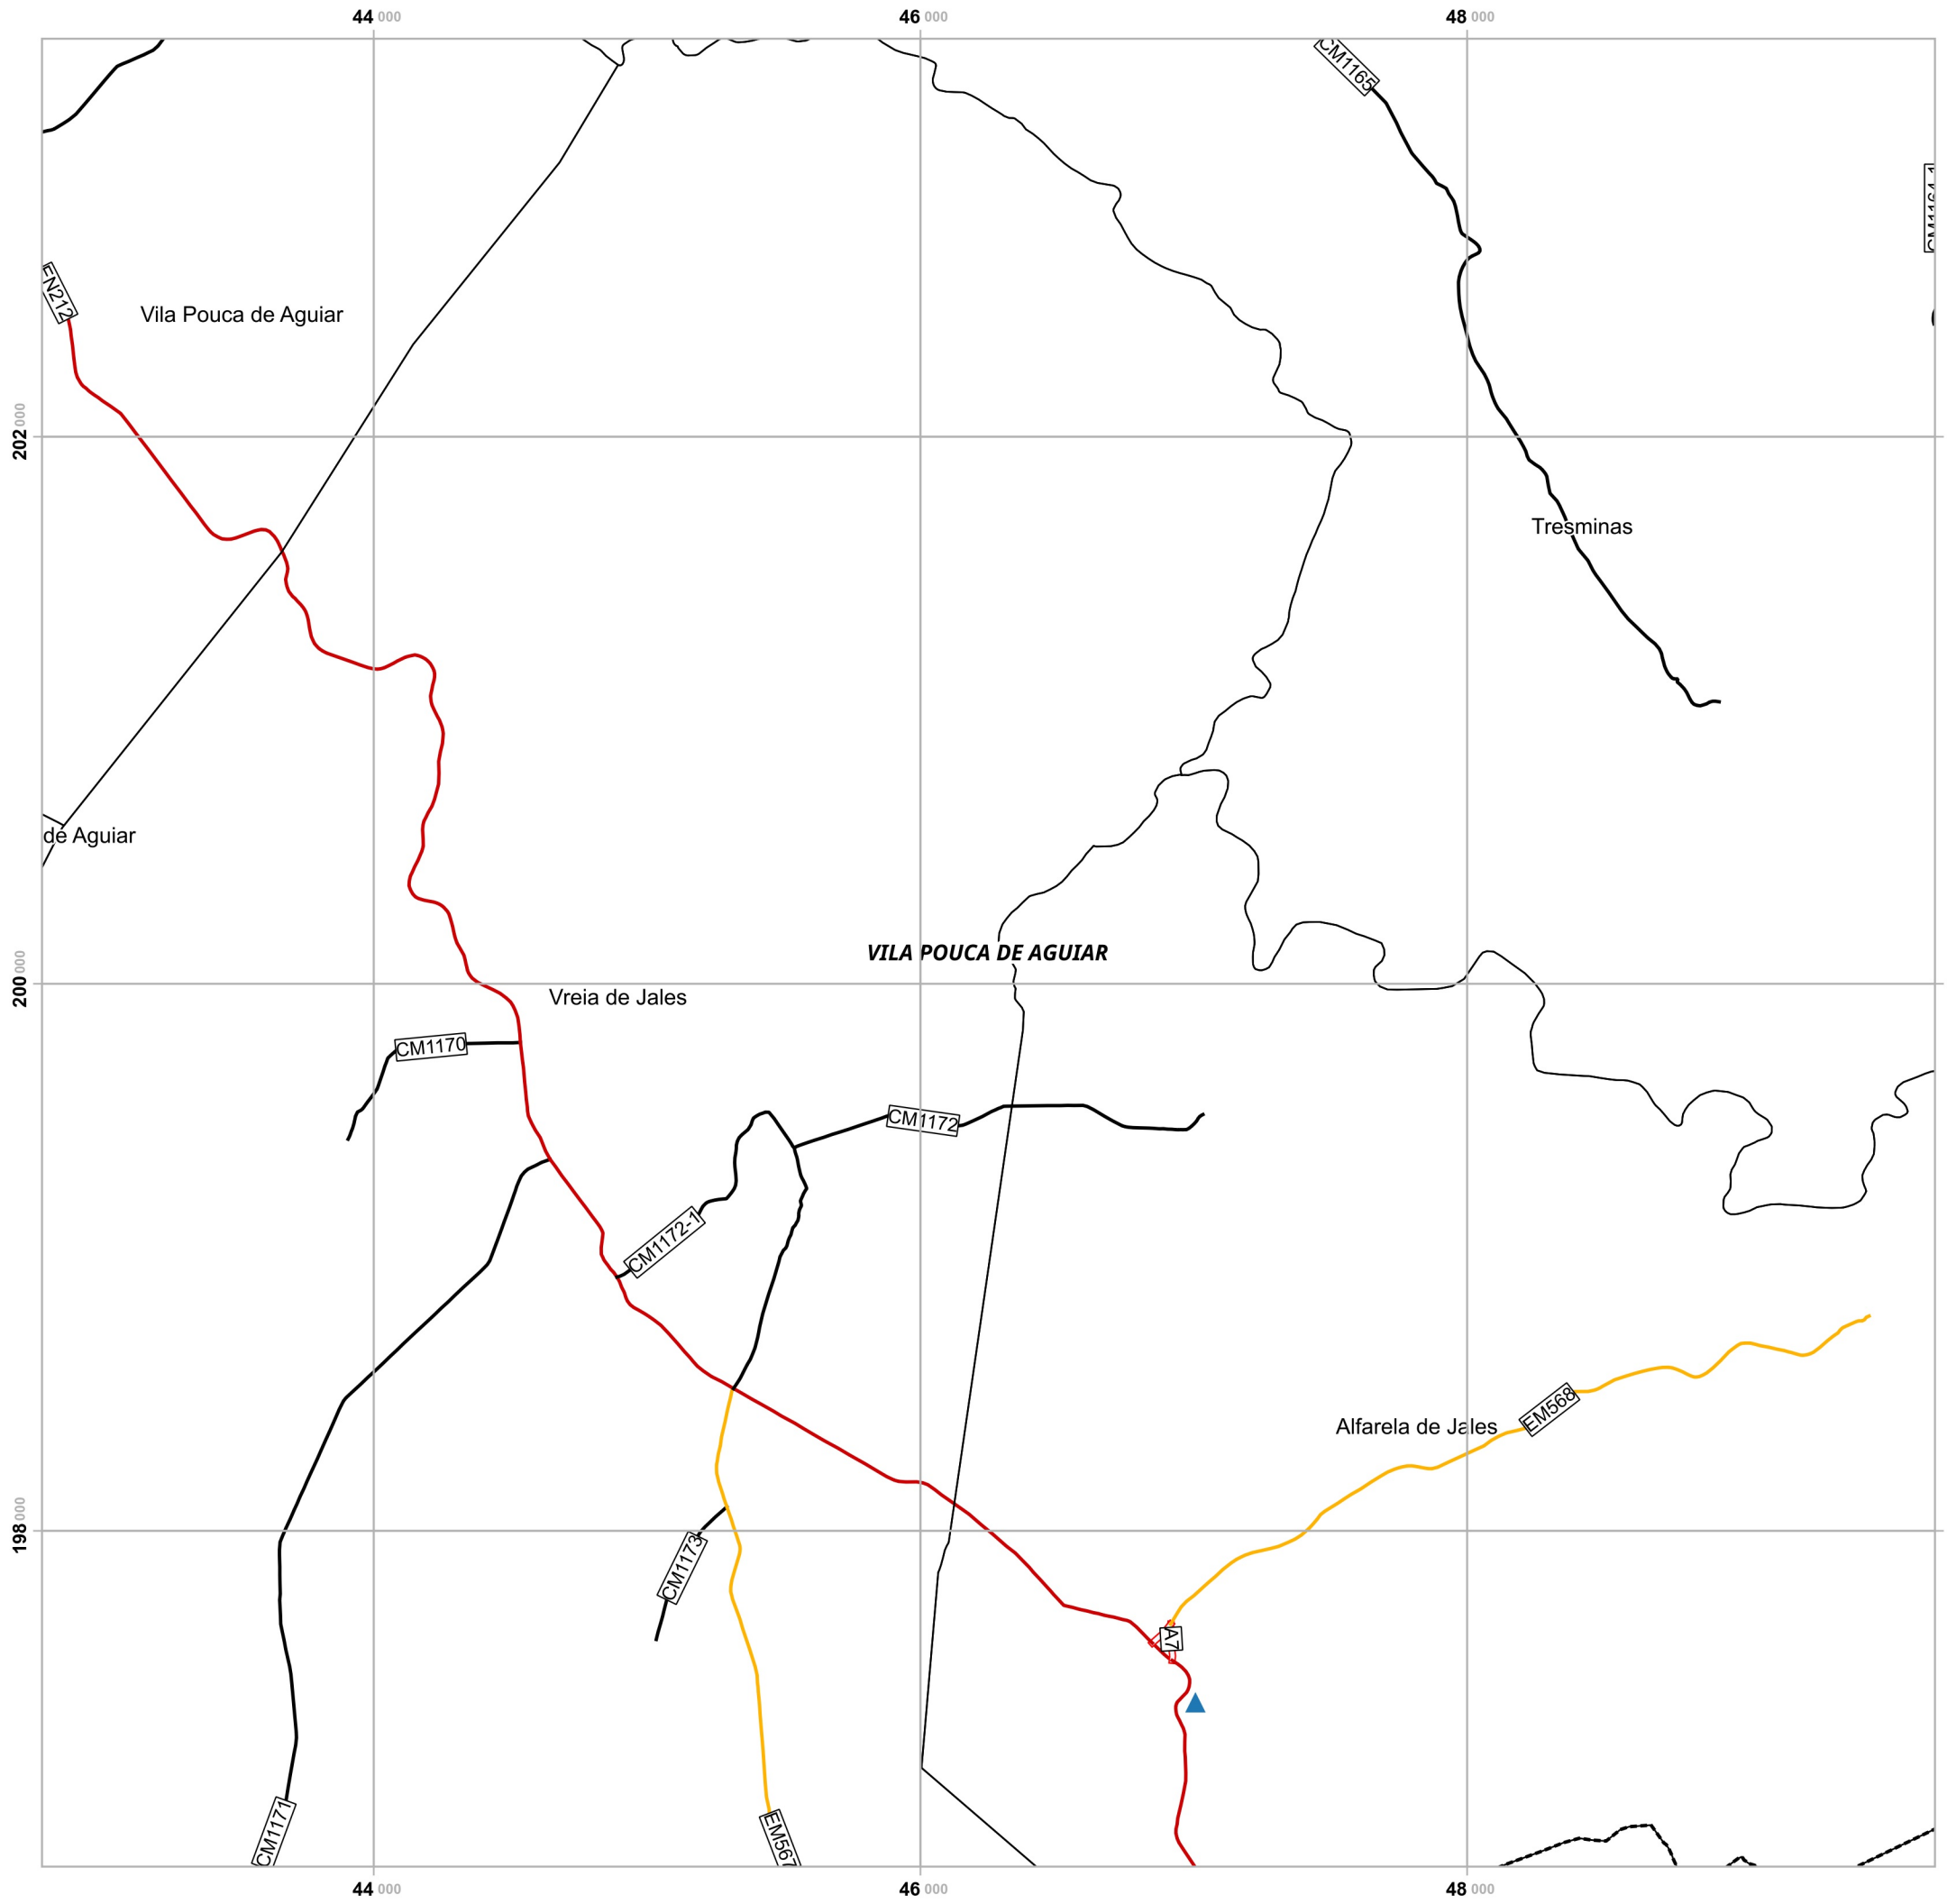 44 000
46 000
48 000
CM1165
CM1164-1
EN212
Vila Pouca de Aguiar
202 000
Tresminas
de Aguiar
VILA POUCA DE AGUIAR
200 000
Vreia de Jales
CM1170
CM1172
CM1172-1
EM568
Alfarela de Jales
198 000
CM1173
A7
CM1171
EM567
44 000
46 000
48 000